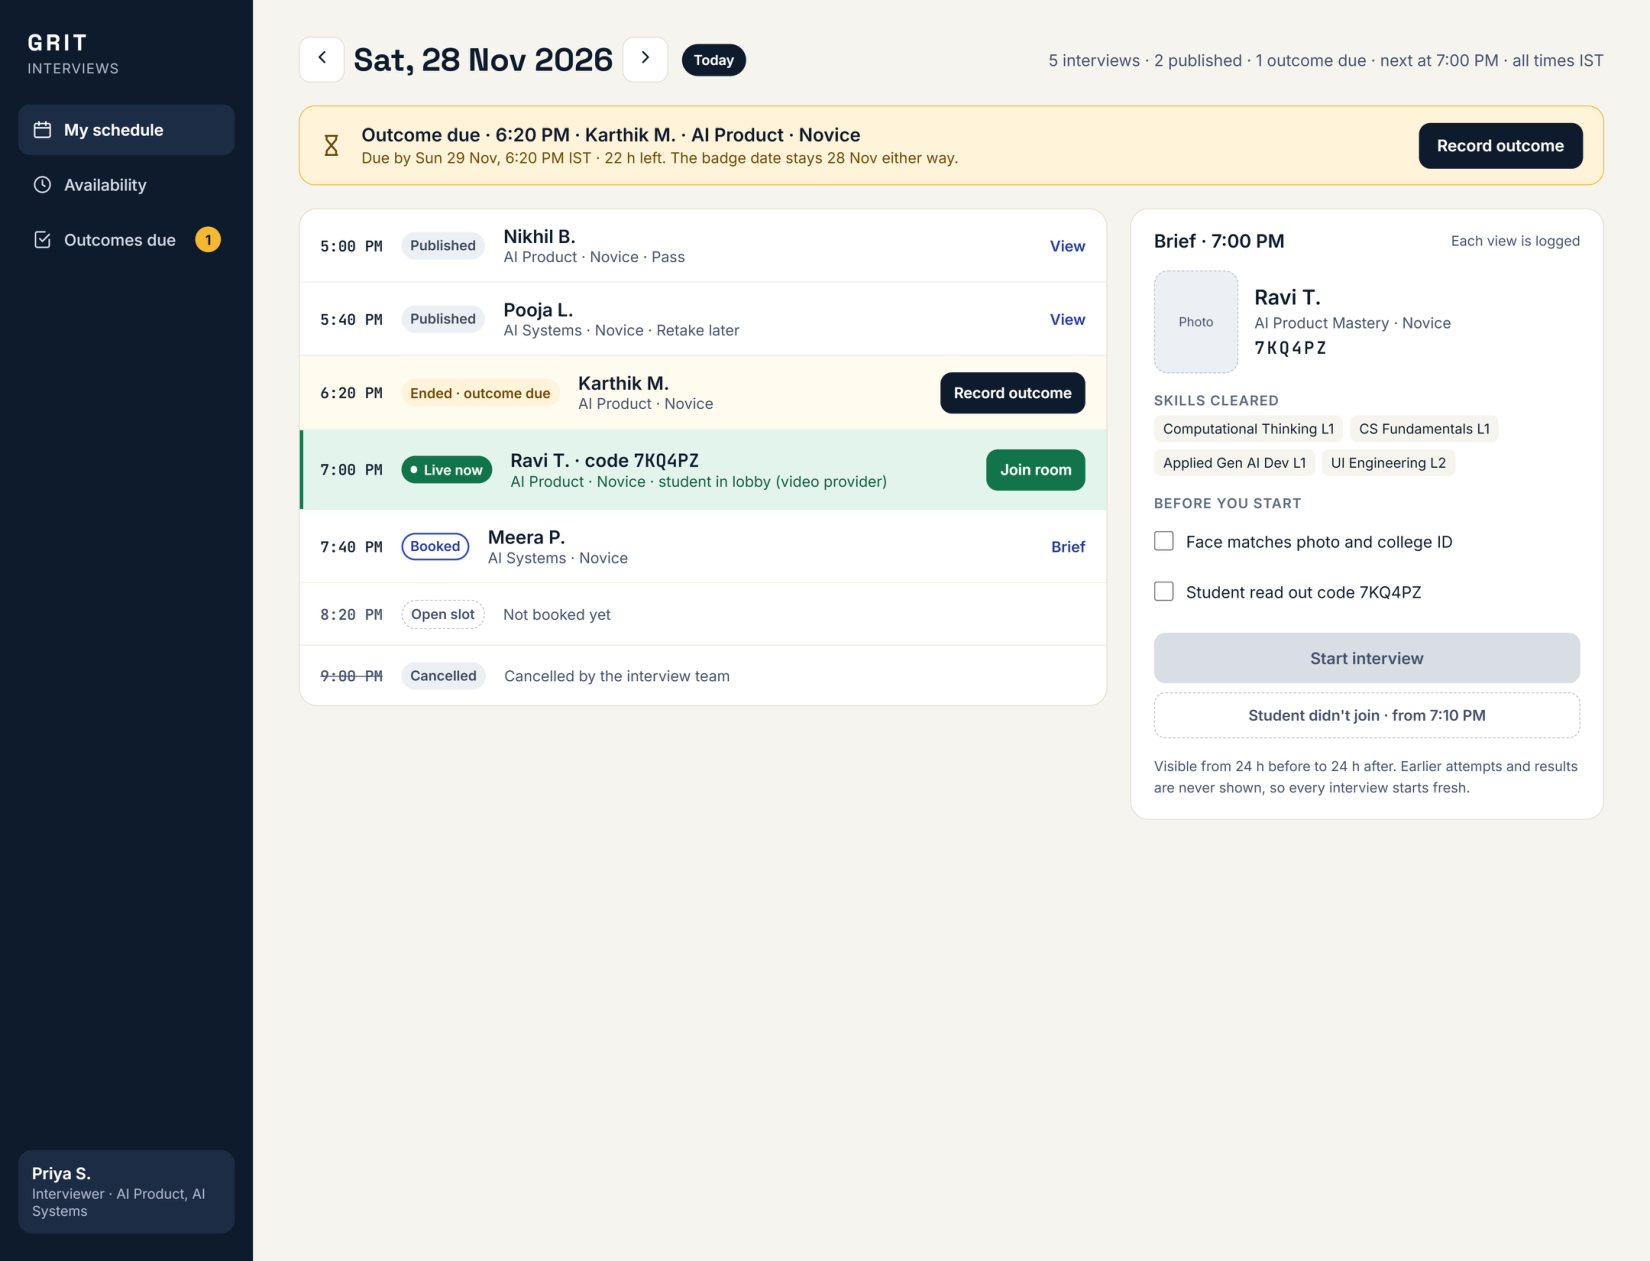 GRIT
INTERVIEWS
My schedule
Availability
Outcomes due 1
Priya S.
Interviewer · AI Product, AI
Systems
Sat, 28 Nov 2026
Today
5 interviews · 2 published · 1 outcome due · next at 7:00 PM · all times IST
Outcome due · 6:20 PM · Karthik M. · AI Product · Novice
Due by Sun 29 Nov, 6:20 PM IST · 22 h left. The badge date stays 28 Nov either way.
Record outcome
5:00 PM Published Nikhil B. View
AI Product · Novice · Pass
5:40 PM Published Pooja L. View
AI Systems · Novice · Retake later
6:20 PM Ended · outcome due Karthik M. Record outcome
AI Product · Novice
7:00 PM Live now Ravi T. · code 7KQ4PZ Join room
AI Product · Novice · student in lobby (video provider)
7:40 PM Booked Meera P. Brief
AI Systems · Novice
8:20 PM Open slot Not booked yet
9:00 PM Cancelled Cancelled by the interview team
Brief · 7:00 PM Each view is logged
Photo
Ravi T.
AI Product Mastery · Novice
7KQ4PZ
SKILLS CLEARED
Computational Thinking L1 CS Fundamentals L1
Applied Gen AI Dev L1 UI Engineering L2
BEFORE YOU START
Face matches photo and college ID
Student read out code 7KQ4PZ
Start interview
Student didn't join · from 7:10 PM
Visible from 24 h before to 24 h after. Earlier attempts and results
are never shown, so every interview starts fresh.